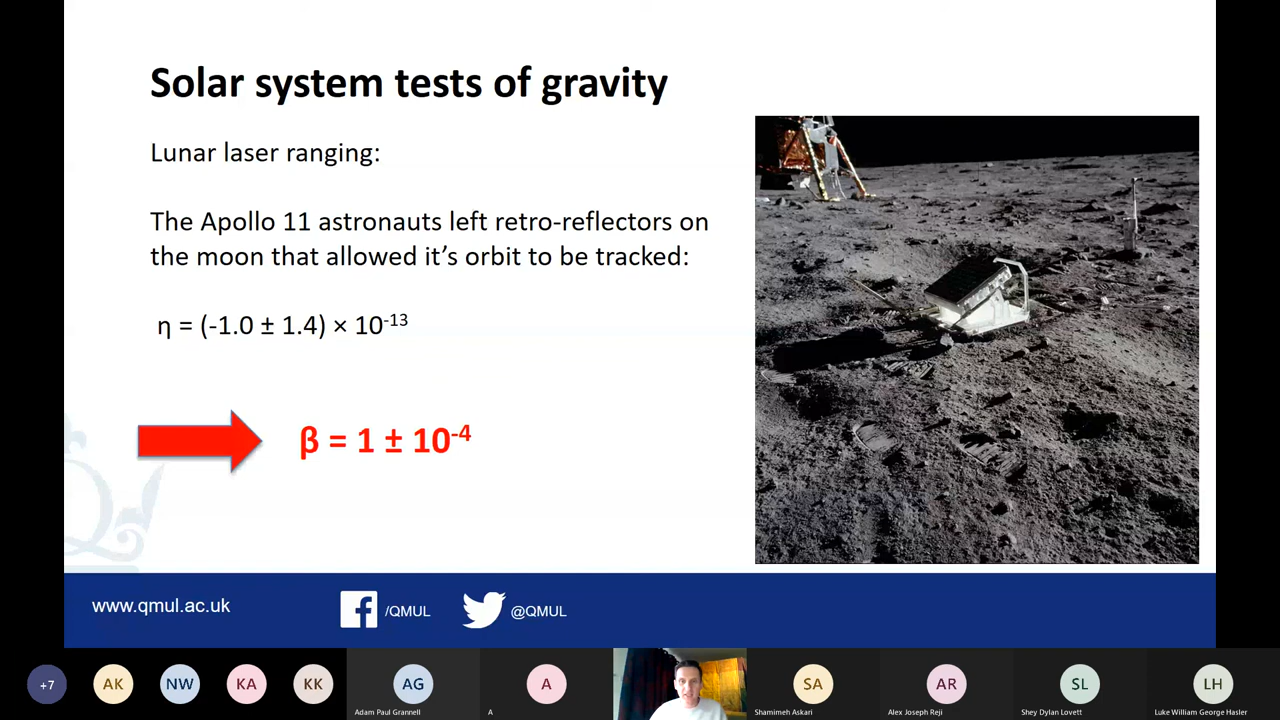 Solar system tests of gravity
Lunar laser ranging:
The Apollo 11 astronauts left retro-reflectors on
the moon that allowed it's orbit to be tracked:
η = (-1.0 ± 1.4) × 10⁻¹³
β = 1 ± 10⁻⁴
www.qmul.ac.uk
/QMUL
@QMUL
+7
AK
NW
KA
KK
AG
A
SA
AR
SL
LH
Adam Paul Grannell
A
Shamimeh Askari
Alex Joseph Reji
Shey Dylan Lovett
Luke William George Hasler